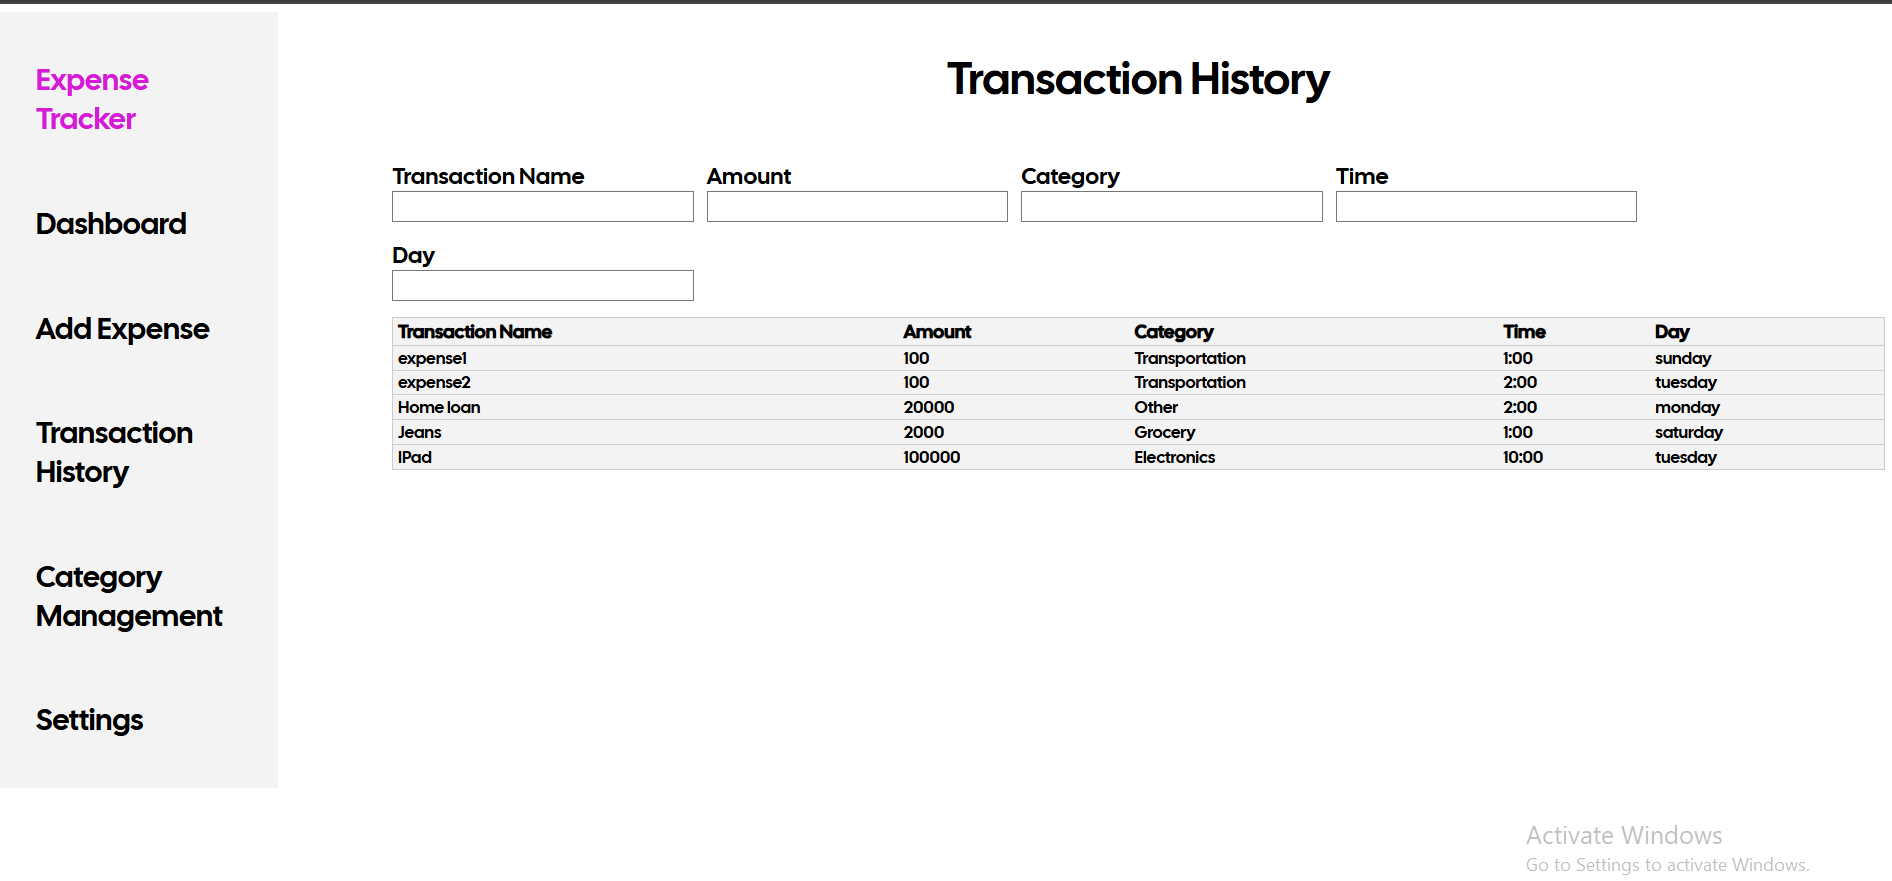 Expense
Tracker
Dashboard
Add Expense
Transaction
History
Category
Management
Settings
Transaction History
Transaction Name Amount Category Time
Day
Transaction Name Amount Category Time Day
expense1 100 Transportation 1:00 sunday
expense2 100 Transportation 2:00 tuesday
Home loan 20000 Other 2:00 monday
Jeans 2000 Grocery 1:00 saturday
IPad 100000 Electronics 10:00 tuesday
Activate Windows
Go to Settings to activate Windows.